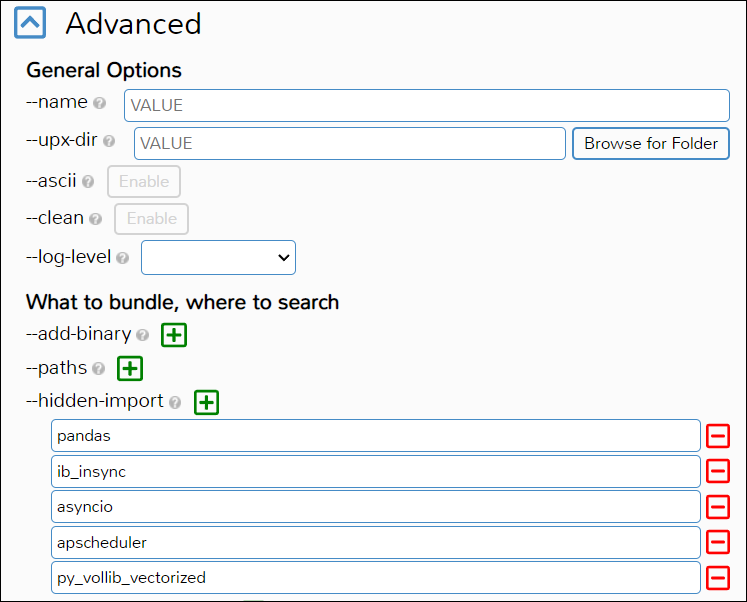 Advanced
General Options
--name ? VALUE
--upx-dir ? VALUE Browse for Folder
--ascii ? Enable
--clean ? Enable
--log-level ?
What to bundle, where to search
--add-binary ?
--paths ?
--hidden-import ?
pandas
ib_insync
asyncio
apscheduler
py_vollib_vectorized